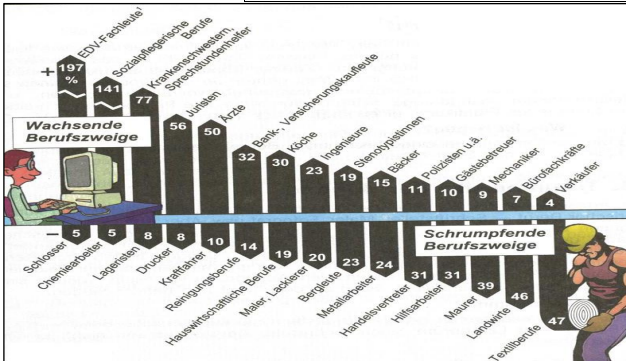 +
197
%
EDV-Fachleute¹
141
Sozialpflegerische
Berufe
77
Krankenschwestern,
Sprechstundenhelfer
56
Juristen
50
Ärzte
32
Bank-, Versicherungskaufleute
30
Köche
23
Ingenieure
19
Stenotypistinnen
15
Bäcker
11
Polizisten u.ä.
10
Gästebetreuer
9
Mechaniker
7
Bürofachkräfte
4
Verkäufer
Wachsende
Berufszweige
Schrumpfende
Berufszweige
–
5
Schlosser
5
Chemiearbeiter
8
Lageristen
8
Drucker
10
Kraftfahrer
14
Reinigungsberufe
19
Hauswirtschaftliche Berufe
20
Maler, Lackierer
23
Bergleute
24
Metallarbeiter
31
Handelsvertreter
31
Hilfsarbeiter
39
Maurer
46
Landwirte
47
Textilberufe